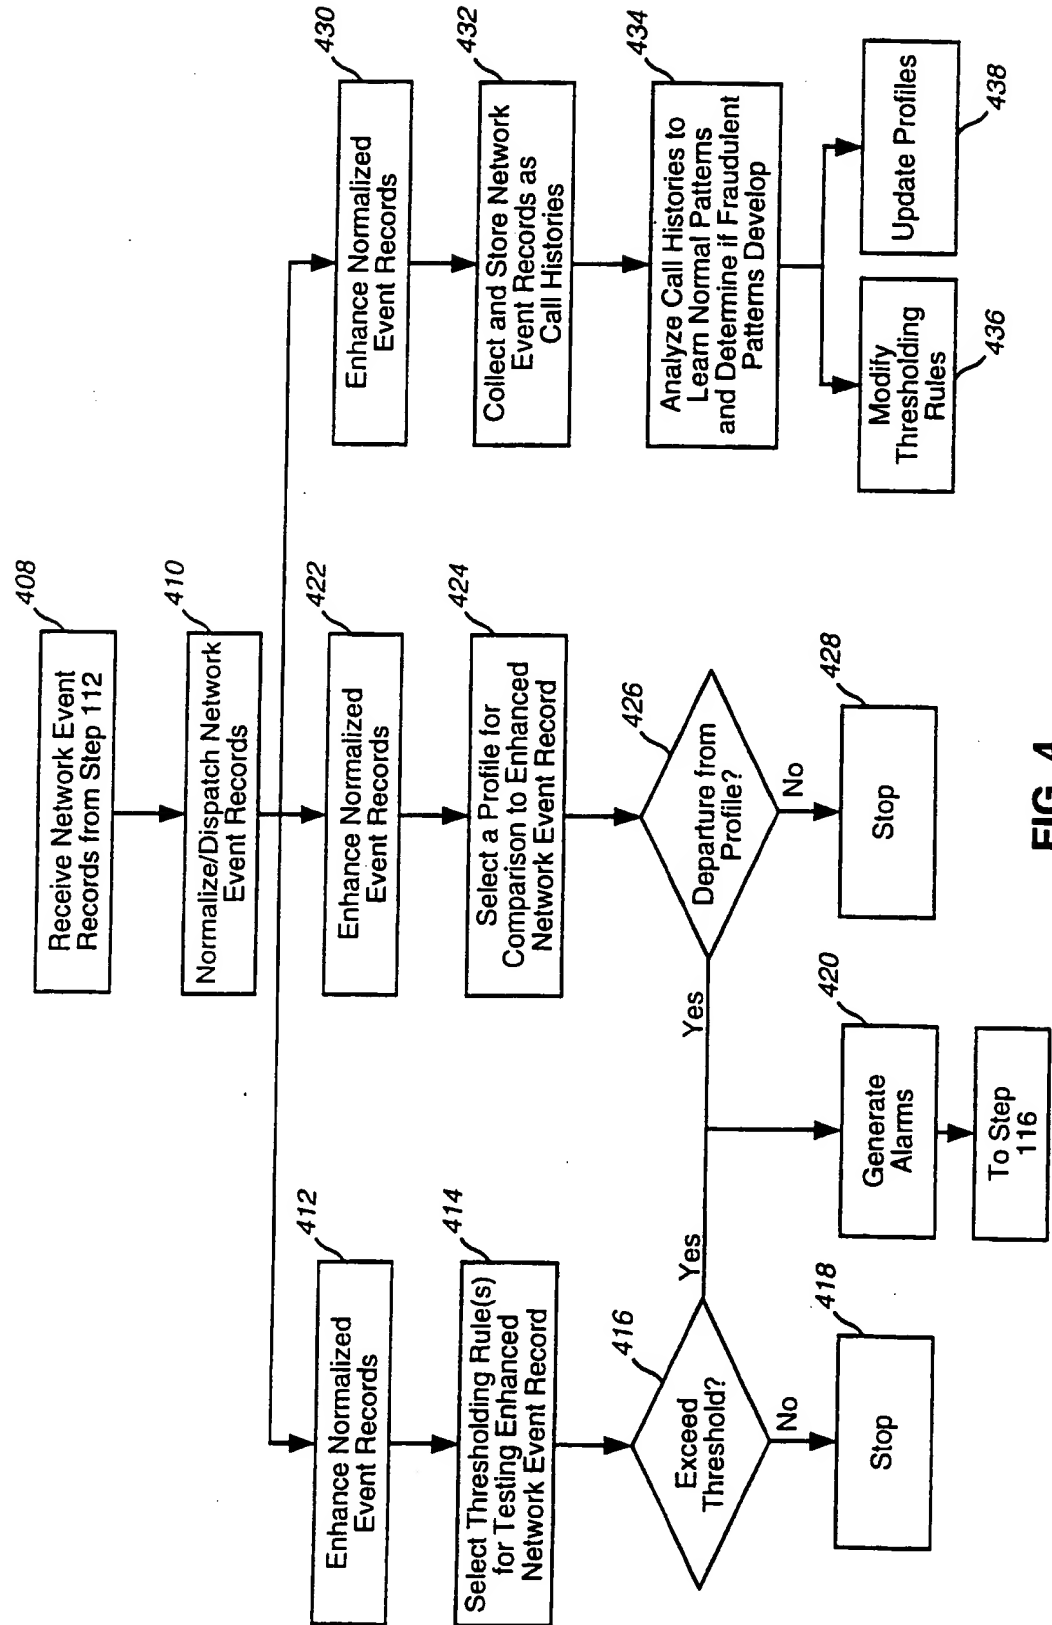 408
Receive Network Event
Records from Step 112
410
Normalize/Dispatch Network
Event Records
412
Enhance Normalized
Event Records
414
Select Thresholding Rule(s)
for Testing Enhanced
Network Event Record
416
Exceed
Threshold?
Yes
No
418
Stop
422
Enhance Normalized
Event Records
424
Select a Profile for
Comparison to Enhanced
Network Event Record
426
Departure from
Profile?
Yes
No
428
Stop
420
Generate
Alarms
To Step
116
430
Enhance Normalized
Event Records
432
Collect and Store Network
Event Records as
Call Histories
434
Analyze Call Histories to
Learn Normal Patterns
and Determine if Fraudulent
Patterns Develop
Modify
Thresholding
Rules
436
Update Profiles
438
FIG. 4